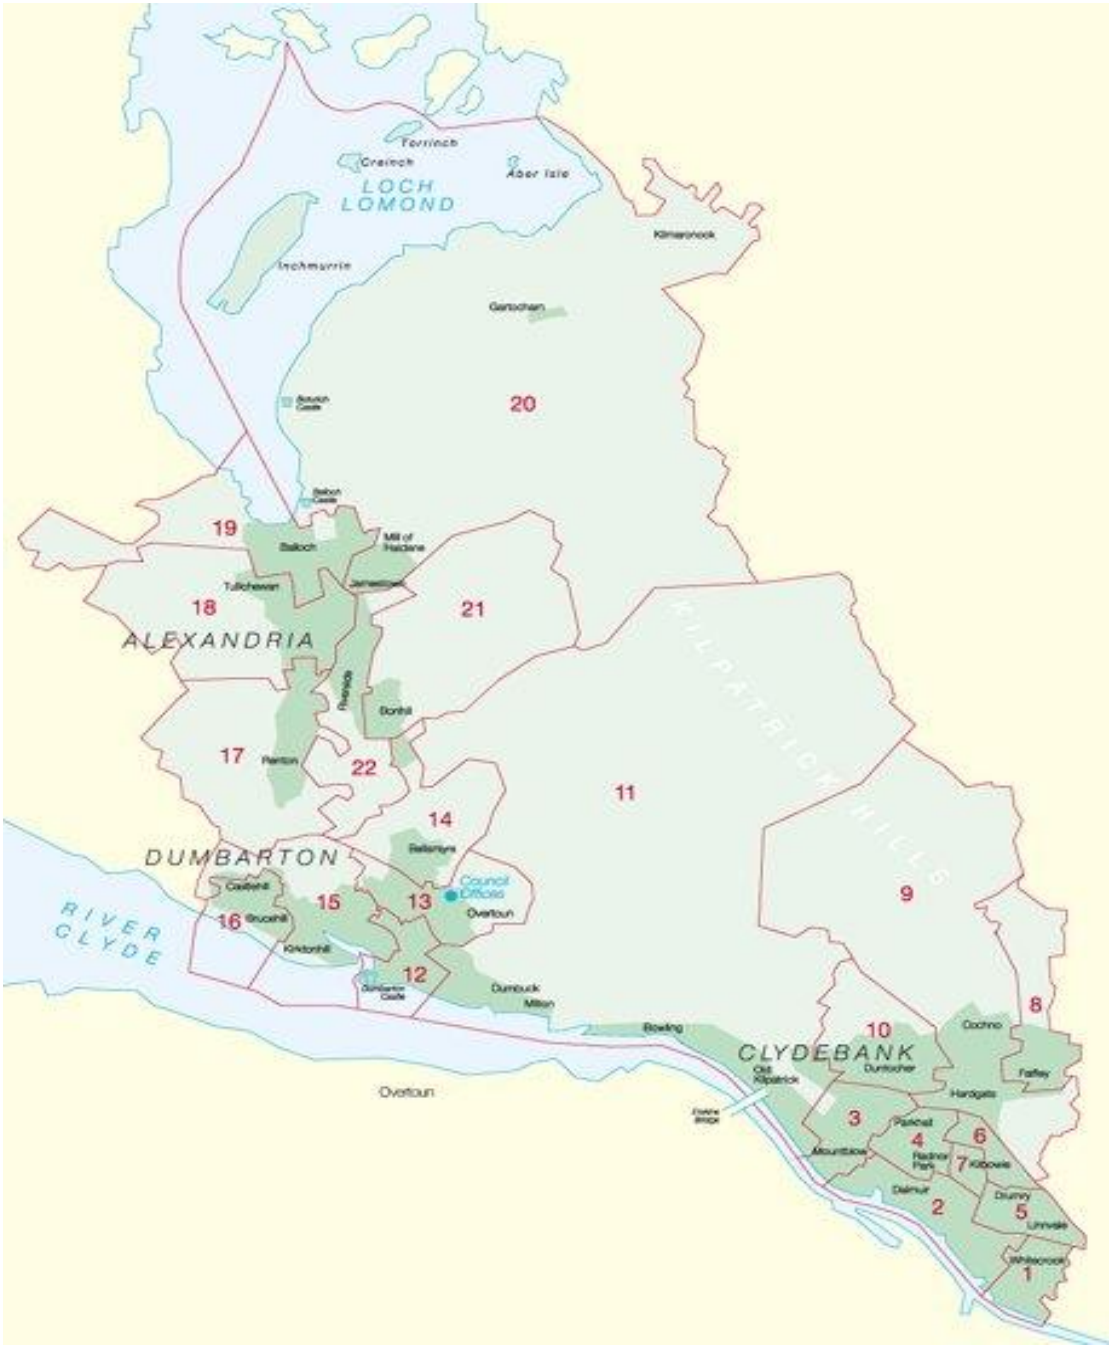 Torrinch
Creinch
Aber Isle
LOCH
LOMOND
Inchmurrin
Kilmaronock
Gartocharn
20
Boturich
Castle
Balloch
Castle
19
Balloch
Mill of
Haldane
Jamestown
Tullichewan
18
21
ALEXANDRIA
KILPATRICK HILLS
Riverside
Bonhill
17
Renton
22
11
14
DUMBARTON
Bellsmyre
Council
Offices
Castlehill
15
13
9
Overtoun
16
Brucehill
RIVER
CLYDE
Kirktonhill
12
Dumbarton
Castle
Dumbuck
Milton
8
Bowling
10
Cochno
CLYDEBANK
Duntocher
Old
Kilpatrick
Faifley
Overtoun
Hardgate
Erskine
Bridge
3
Parkhall
4
6
Mountblow
Radnor
Park
7
Kilbowie
Dalmuir
2
Drumry
5
Linnvale
Whitecrook
1